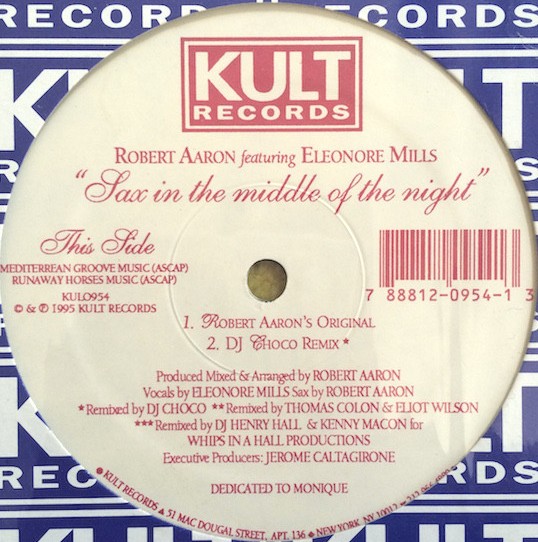 RECORDS RECORDS
KULT
RECORDS
ROBERT AARON featuring ELEONORE MILLS
"Sax in the middle of the night"
This Side
MEDITERREAN GROOVE MUSIC (ASCAP)
RUNAWAY HORSES MUSIC (ASCAP)
KULO954
© & ℗ 1995 KULT RECORDS
7 88812-0954-1 3
1. ROBERT AARON'S ORIGINAL
2. DJ CHOCO REMIX *
Produced Mixed & Arranged by ROBERT AARON
Vocals by ELEONORE MILLS Sax by ROBERT AARON
*Remixed by DJ CHOCO **Remixed by THOMAS COLON & ELIOT WILSON
***Remixed by DJ HENRY HALL & KENNY MACON for
WHIPS IN A HALL PRODUCTIONS
Executive Producers: JEROME CALTAGIRONE
DEDICATED TO MONIQUE
KULT RECORDS ▲ 51 MAC DOUGAL STREET, APT. 136 ♠ NEW YORK, NY 10012
KULT